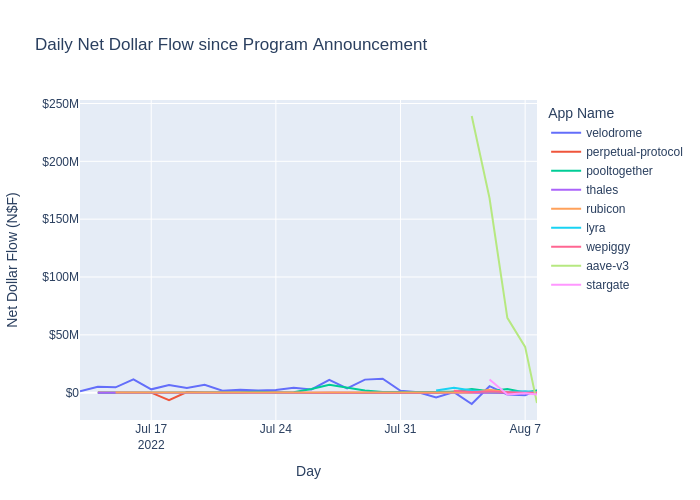 Daily Net Dollar Flow since Program Announcement
Net Dollar Flow (N$F)
$250M
$200M
$150M
$100M
$50M
$0
Jul 17
2022
Jul 24
Jul 31
Aug 7
Day
App Name
velodrome
perpetual-protocol
pooltogether
thales
rubicon
lyra
wepiggy
aave-v3
stargate